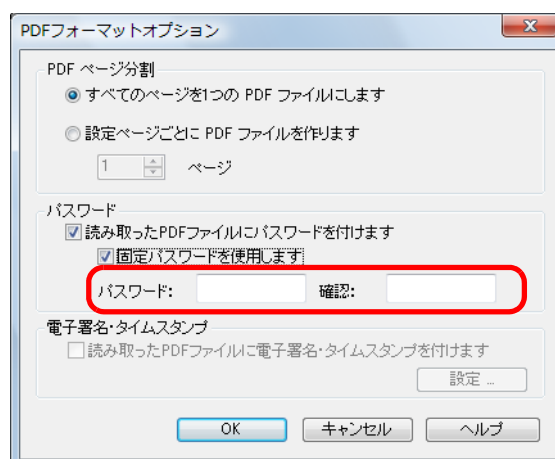 PDFフォーマットオプション
PDF ページ分割
すべてのページを1つの PDF ファイルにします
設定ページごとに PDF ファイルを作ります
1 ページ
パスワード
読み取ったPDFファイルにパスワードを付けます
固定パスワードを使用します
パスワード: 確認:
電子署名・タイムスタンプ
読み取ったPDFファイルに電子署名・タイムスタンプを付けます
設定 ...
OK キャンセル ヘルプ